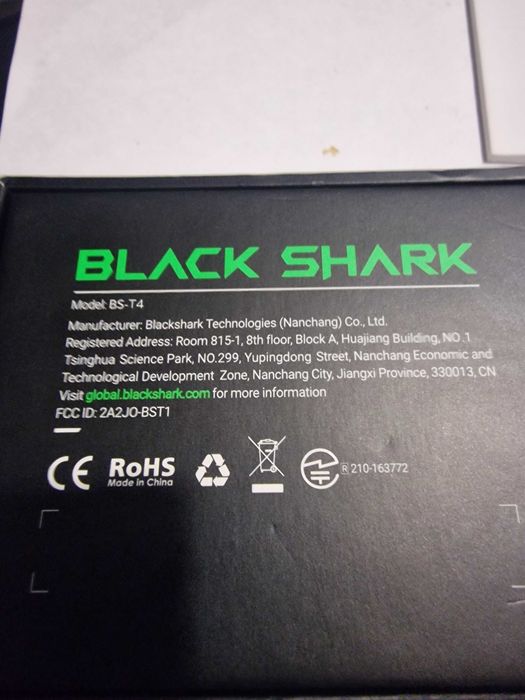 BLACK SHARK
Model: BS-T4
Manufacturer: Blackshark Technologies (Nanchang) Co., Ltd.
Registered Address: Room 815-1, 8th floor, Block A, Huajiang Building, NO.1
Tsinghua Science Park, NO.299, Yupingdong Street, Nanchang Economic and
Technological Development Zone, Nanchang City, Jiangxi Province, 330013, CN
Visit global.blackshark.com for more information
FCC ID: 2A2JO-BST1
CE RoHS R 210-163772
Made in China